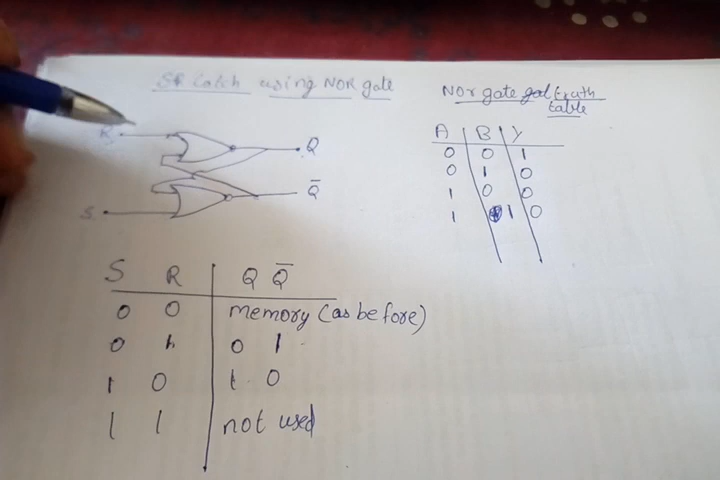 SR Latch using NOR gate
R
Q
Q̅
S
S R Q Q̅
0 0 memory (as before)
0 1 0 1
1 0 1 0
1 1 not used
NOr gate truth
table
A B Y
0 0 1
0 1 0
1 0 0
1 1 0